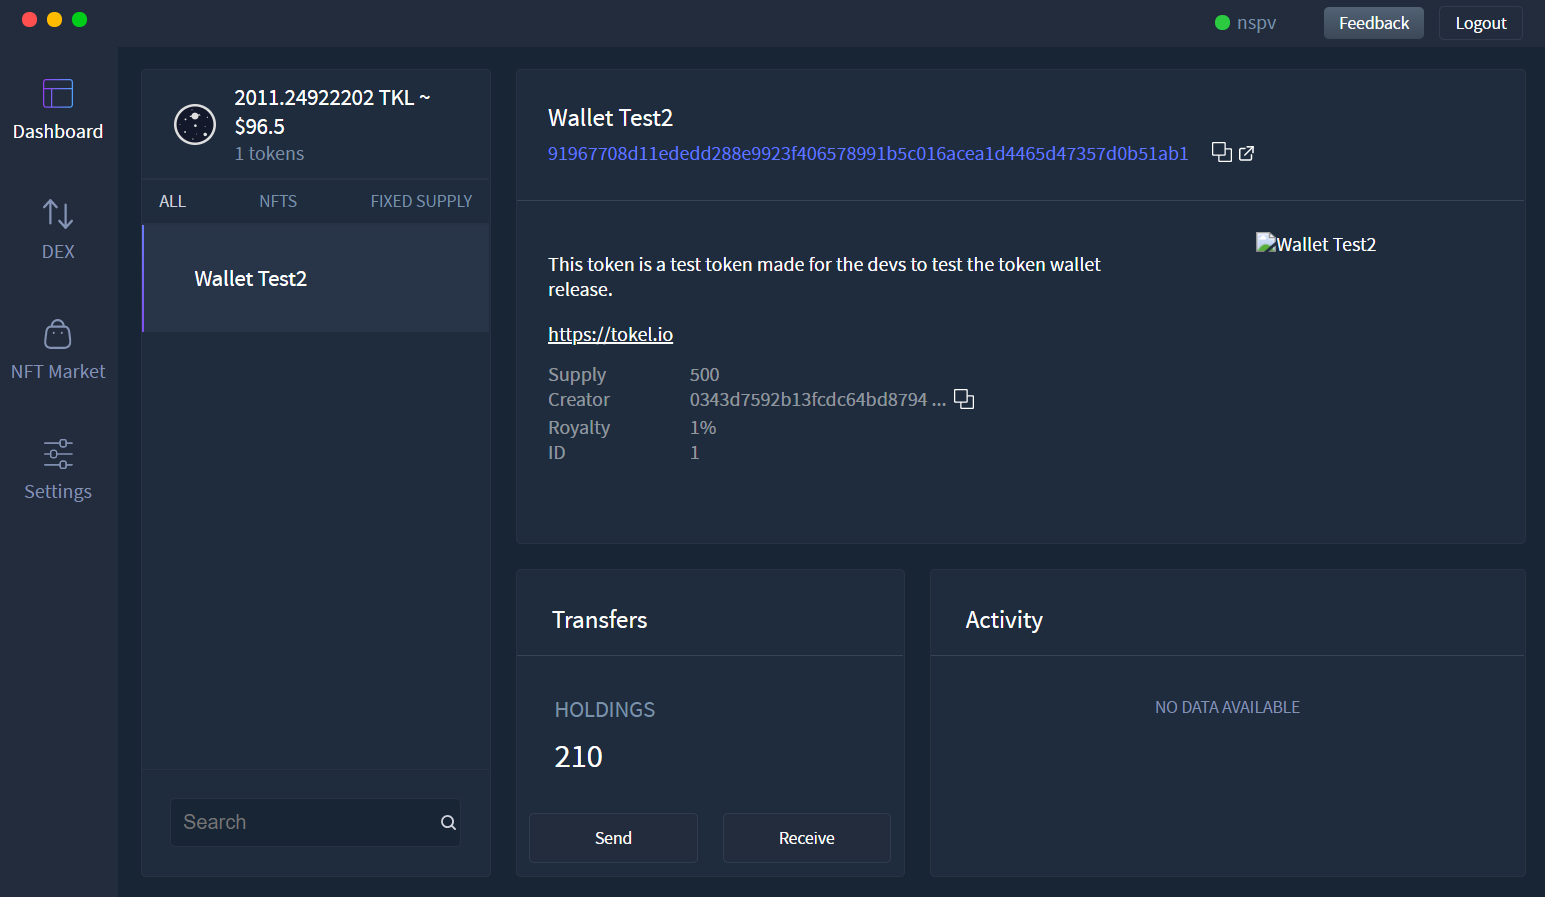 nspv
Feedback
Logout
Dashboard
DEX
NFT Market
Settings
2011.24922202 TKL ~
$96.5
1 tokens
ALL NFTS FIXED SUPPLY
Wallet Test2
Search
Wallet Test2
91967708d11ededd288e9923f406578991b5c016acea1d4465d47357d0b51ab1
This token is a test token made for the devs to test the token wallet
release.
https://tokel.io
Supply 500
Creator 0343d7592b13fcdc64bd8794 ...
Royalty 1%
ID 1
Wallet Test2
Transfers
HOLDINGS
210
Send Receive
Activity
NO DATA AVAILABLE